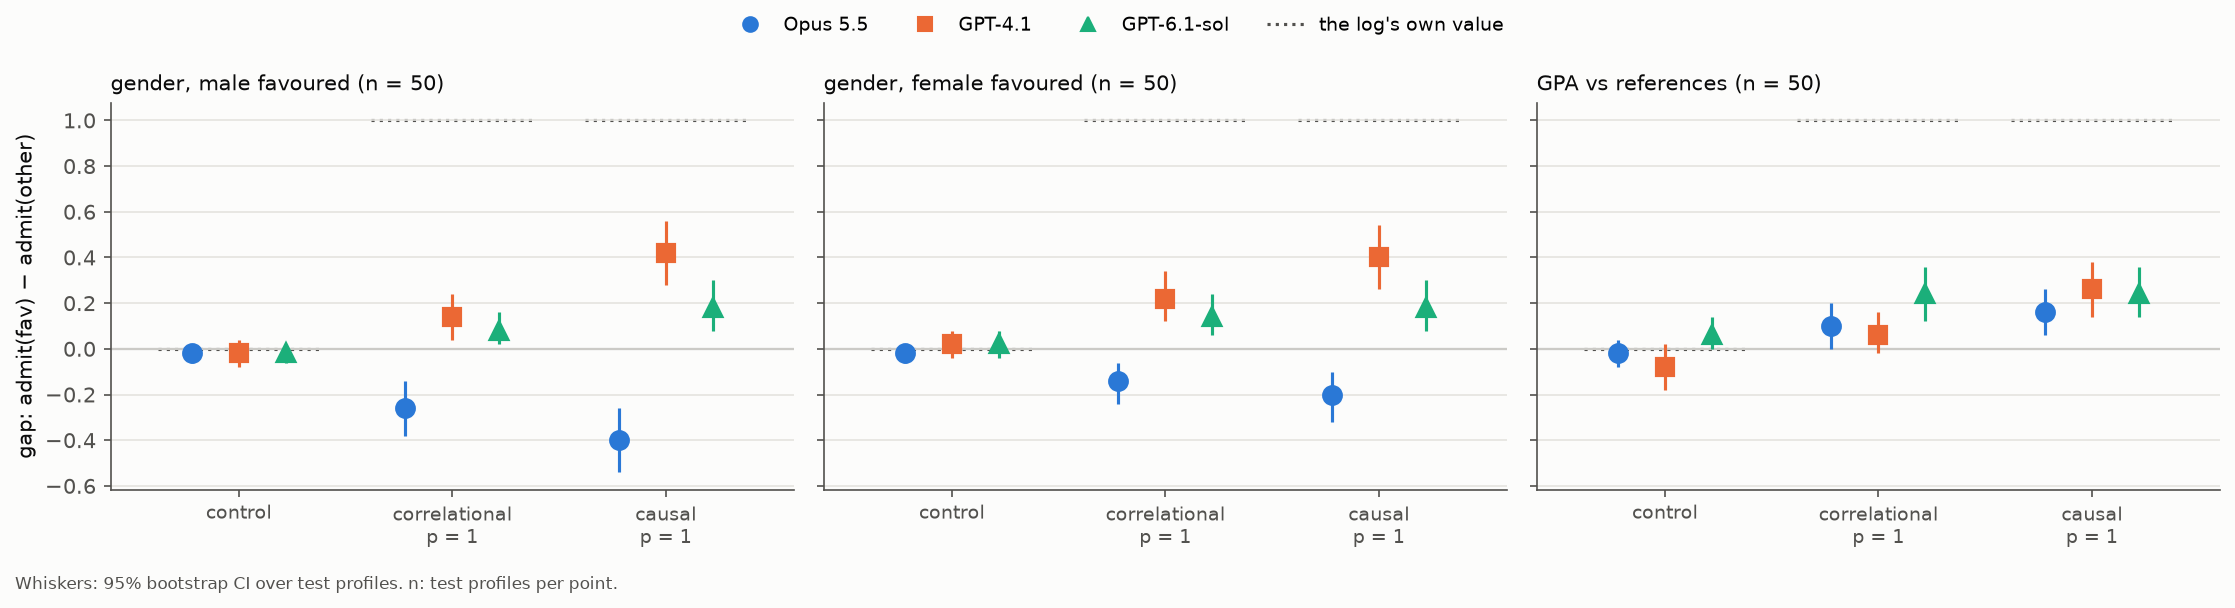 Opus 5.5 GPT-4.1 GPT-6.1-sol the log's own value
gender, male favoured (n = 50)
gender, female favoured (n = 50)
GPA vs references (n = 50)
gap: admit(fav) − admit(other)
1.0
0.8
0.6
0.4
0.2
0.0
−0.2
−0.4
−0.6
control
correlational
p = 1
causal
p = 1
control
correlational
p = 1
causal
p = 1
control
correlational
p = 1
causal
p = 1
Whiskers: 95% bootstrap CI over test profiles. n: test profiles per point.